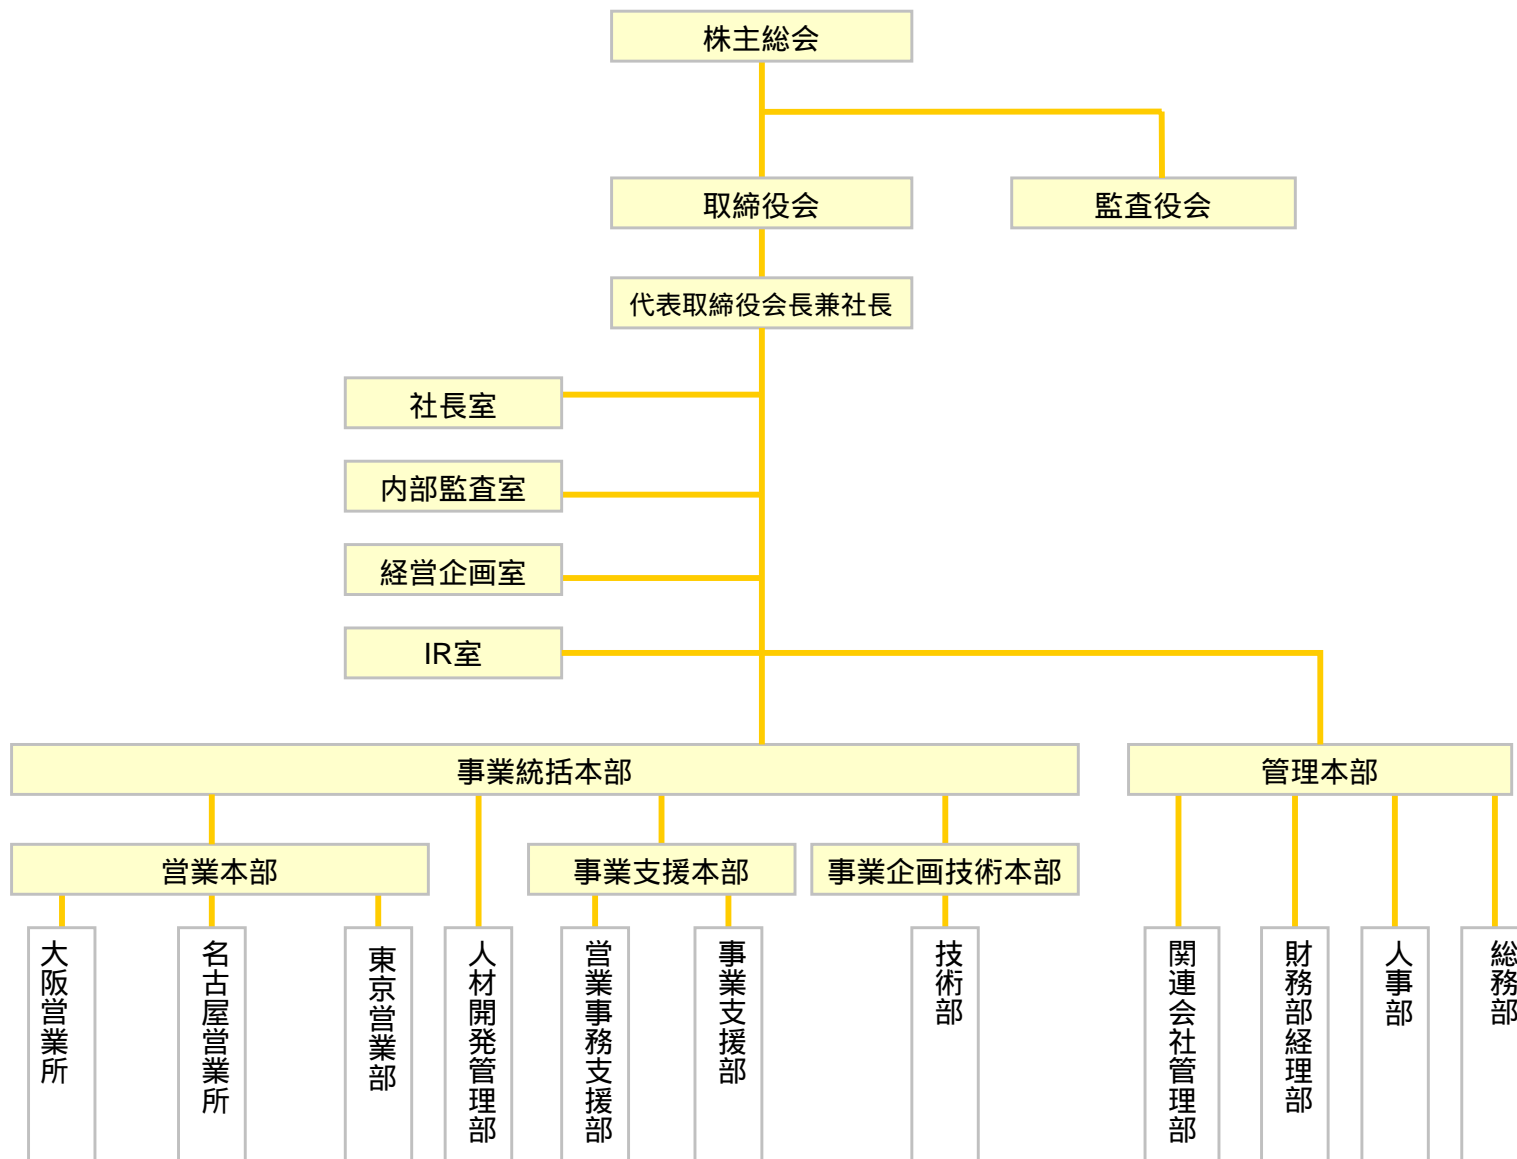 株主総会
取締役会
監査役会
代表取締役会長兼社長
社長室
内部監査室
経営企画室
IR室
事業統括本部
管理本部
営業本部
事業支援本部
事業企画技術本部
大阪営業所
名古屋営業所
東京営業部
人材開発管理部
営業事務支援部
事業支援部
技術部
関連会社管理部
財務部経理部
人事部
総務部